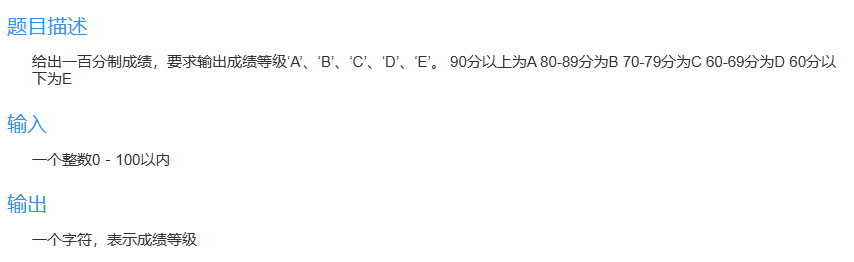 题目描述
给出一百分制成绩，要求输出成绩等级‘A’、‘B’、‘C’、‘D’、‘E’。 90分以上为A 80-89分为B 70-79分为C 60-69分为D 60分以
下为E
输入
一个整数0－100以内
输出
一个字符，表示成绩等级